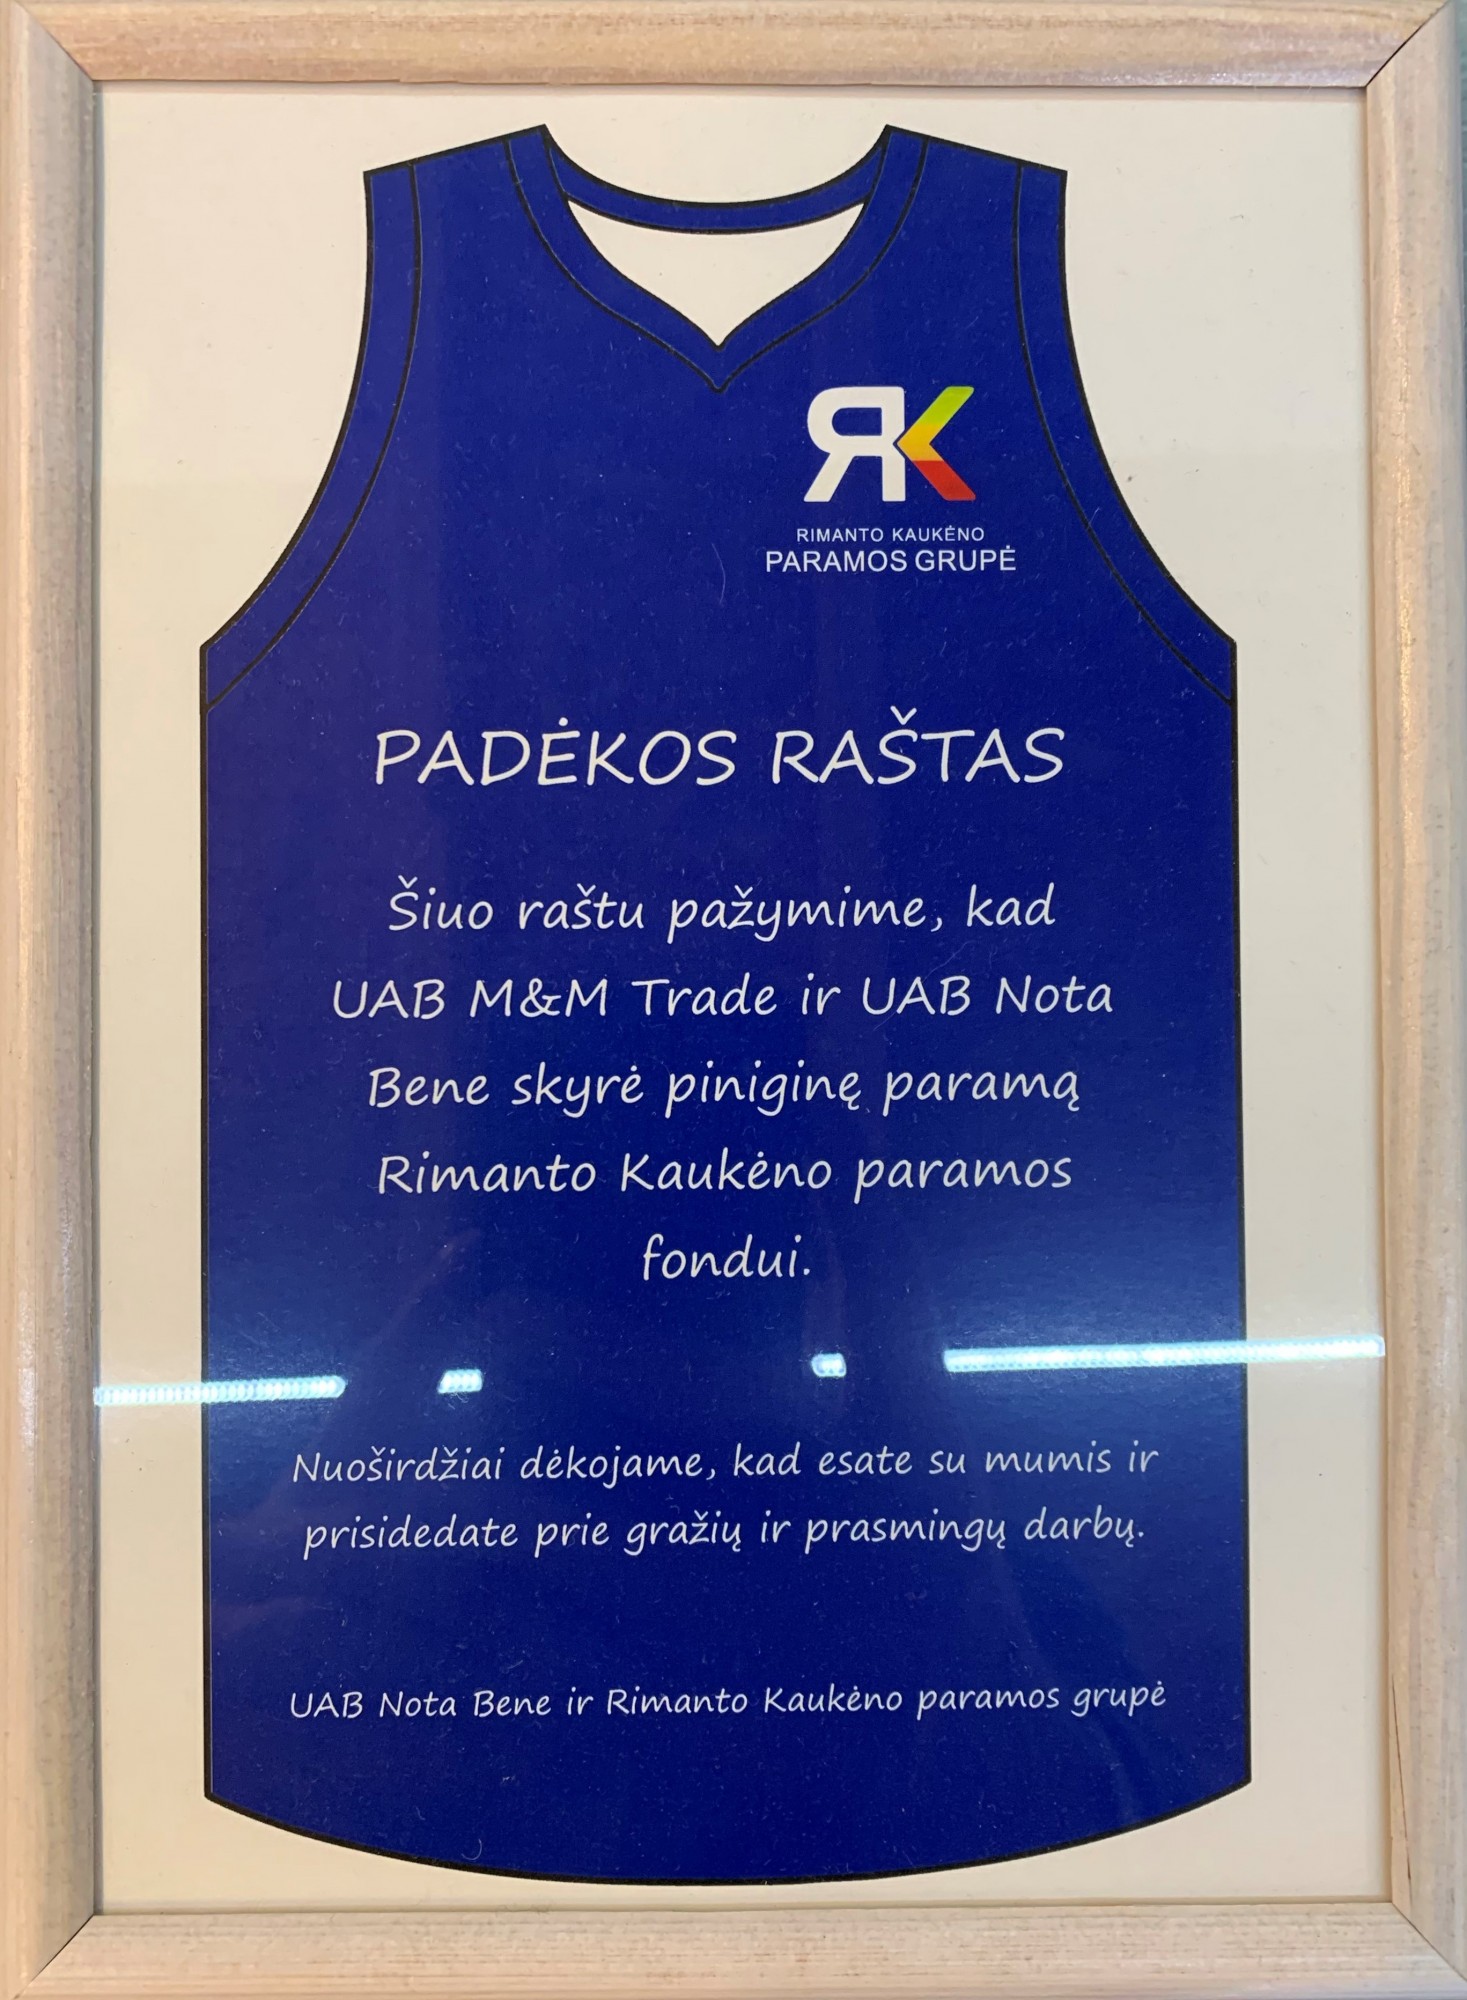 RK
RIMANTO KAUKĖNO
PARAMOS GRUPĖ
PADĖKOS RAŠTAS
Šiuo raštu pažymime, kad
UAB M&M Trade ir UAB Nota
Bene skyrė piniginę paramą
Rimanto Kaukėno paramos
fondui.
Nuoširdžiai dėkojame, kad esate su mumis ir
prisidedate prie gražių ir prasmingų darbų.
UAB Nota Bene ir Rimanto Kaukėno paramos grupė